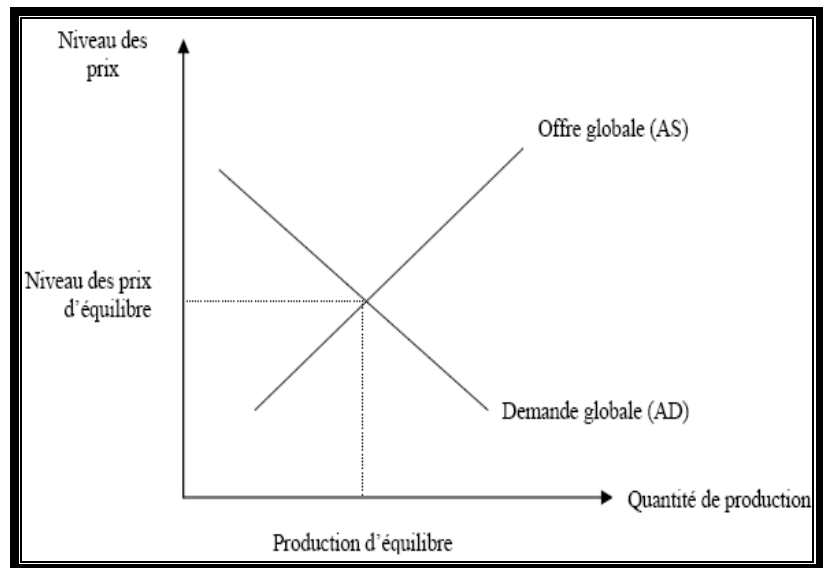 Niveau des
prix
Offre globale (AS)
Niveau des prix
d’équilibre
Demande globale (AD)
Quantité de production
Production d’équilibre